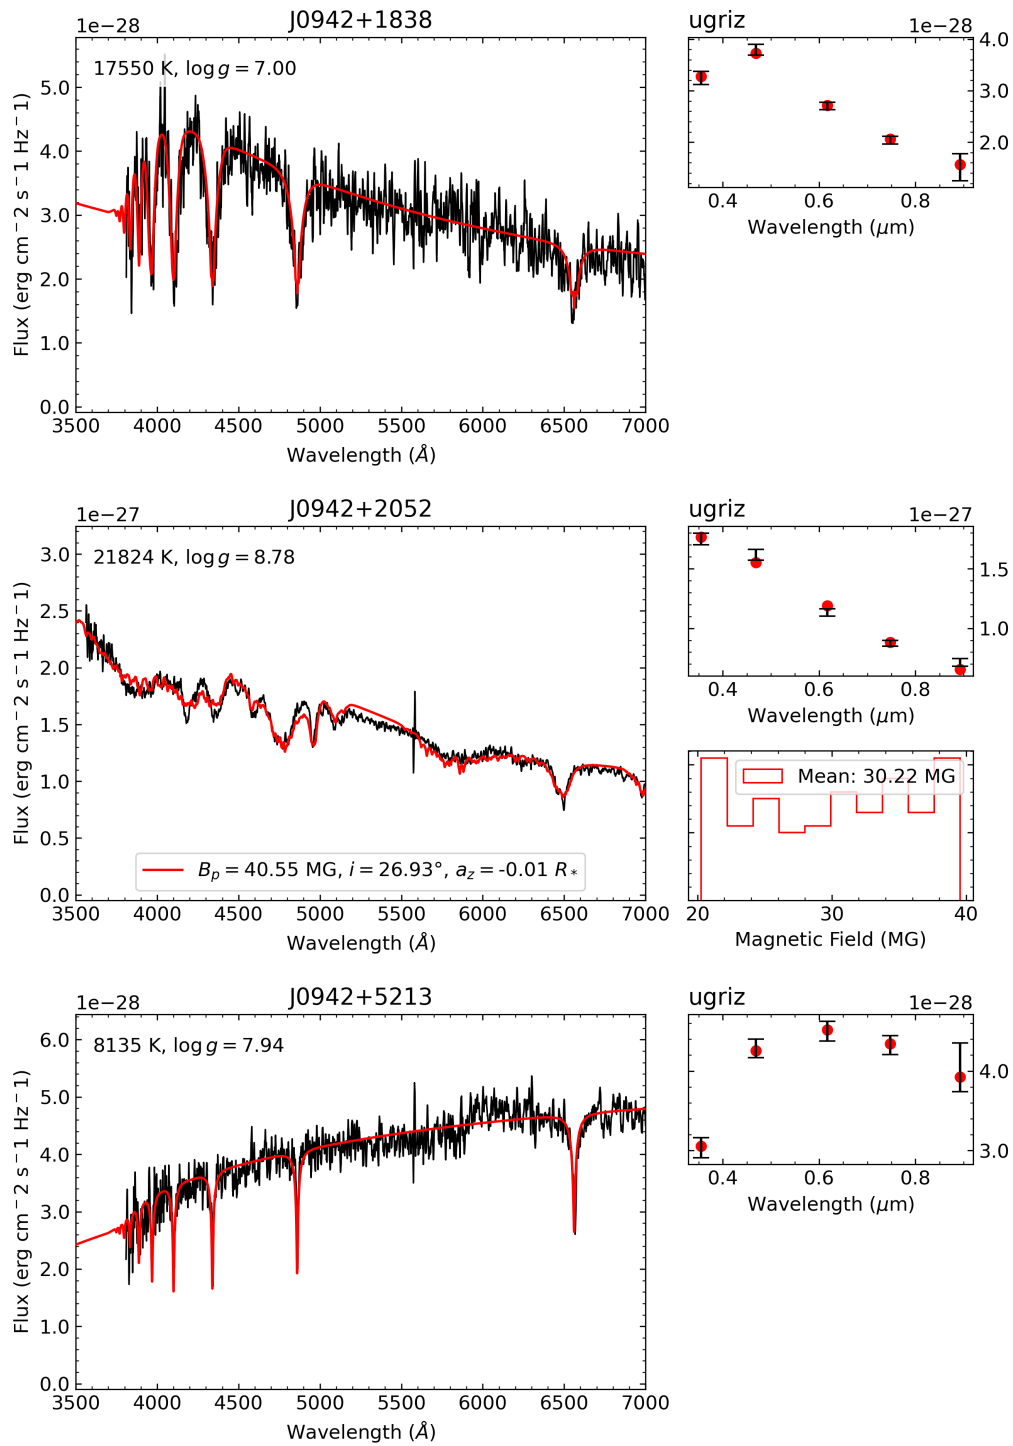 J0942+1838
1e−28
17550 K, log g = 7.00
Flux (erg cm−2 s−1 Hz−1)
5.0
4.0
3.0
2.0
1.0
0.0
3500 4000 4500 5000 5500 6000 6500 7000
Wavelength (Å)
ugriz
1e−28
4.0
3.0
2.0
0.4 0.6 0.8
Wavelength (μm)
J0942+2052
1e−27
21824 K, log g = 8.78
Flux (erg cm−2 s−1 Hz−1)
3.0
2.5
2.0
1.5
1.0
0.5
0.0
B_p = 40.55 MG, i = 26.93°, a_z = -0.01 R_*
3500 4000 4500 5000 5500 6000 6500 7000
Wavelength (Å)
ugriz
1e−27
1.5
1.0
0.4 0.6 0.8
Wavelength (μm)
Mean: 30.22 MG
20 30 40
Magnetic Field (MG)
J0942+5213
1e−28
8135 K, log g = 7.94
Flux (erg cm−2 s−1 Hz−1)
6.0
5.0
4.0
3.0
2.0
1.0
0.0
3500 4000 4500 5000 5500 6000 6500 7000
Wavelength (Å)
ugriz
1e−28
4.0
3.0
0.4 0.6 0.8
Wavelength (μm)